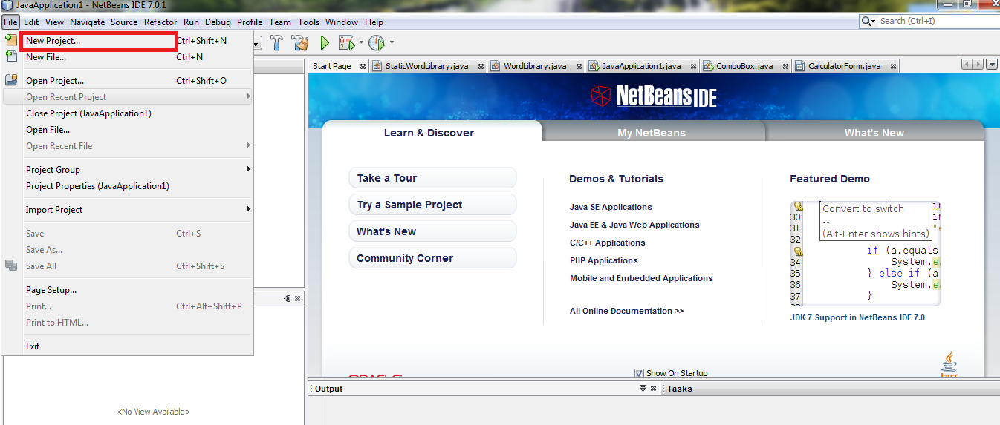 JavaApplication1 - NetBeans IDE 7.0.1
File Edit View Navigate Source Refactor Run Debug Profile Team Tools Window Help
Search (Ctrl+I)
New Project... Ctrl+Shift+N
New File... Ctrl+N
Open Project... Ctrl+Shift+O
Open Recent Project
Close Project (JavaApplication1)
Open File...
Open Recent File
Project Group
Project Properties (JavaApplication1)
Import Project
Save Ctrl+S
Save As...
Save All Ctrl+Shift+S
Page Setup...
Print... Ctrl+Alt+Shift+P
Print to HTML...
Exit
<No View Available>
Start Page StaticWordLibrary.java WordLibrary.java JavaApplication1.java ComboBox.java CalculatorForm.java
NetBeans IDE
Learn & Discover My NetBeans What's New
Take a Tour
Try a Sample Project
What's New
Community Corner
Demos & Tutorials
Java SE Applications
Java EE & Java Web Applications
C/C++ Applications
PHP Applications
Mobile and Embedded Applications
All Online Documentation >>
Featured Demo
Convert to switch
--
(Alt-Enter shows hints)
30
31
32
if (a.equals
34 System.e
35 } else if (a
36 System.e
37 }
JDK 7 Support in NetBeans IDE 7.0
ORACLE
Java
Show On Startup
Output Tasks